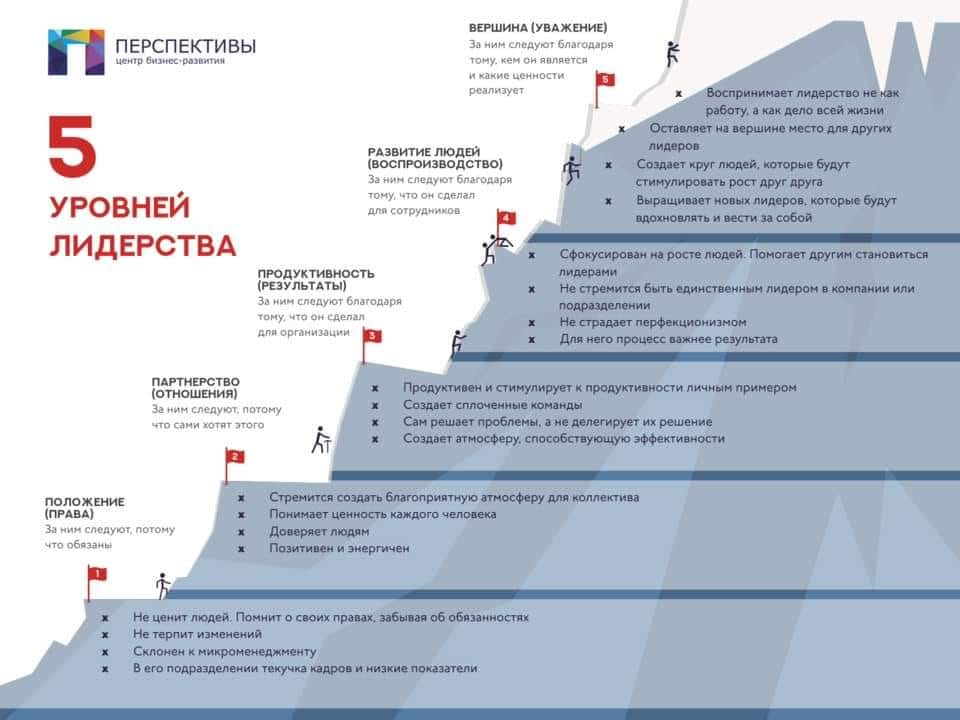 ПЕРСПЕКТИВЫ
центр бизнес-развития
5
УРОВНЕЙ
ЛИДЕРСТВА
ВЕРШИНА (УВАЖЕНИЕ)
За ним следуют благодаря
тому, кем он является
и какие ценности
реализует
5
x Воспринимает лидерство не как
работу, а как дело всей жизни
x Оставляет на вершине место для других
лидеров
x Создает круг людей, которые будут
стимулировать рост друг друга
x Выращивает новых лидеров, которые будут
вдохновлять и вести за собой
РАЗВИТИЕ ЛЮДЕЙ
(ВОСПРОИЗВОДСТВО)
За ним следуют благодаря
тому, что он сделал
для сотрудников
4
x Сфокусирован на росте людей. Помогает другим становиться
лидерами
x Не стремится быть единственным лидером в компании или
подразделении
x Не страдает перфекционизмом
x Для него процесс важнее результата
ПРОДУКТИВНОСТЬ
(РЕЗУЛЬТАТЫ)
За ним следуют благодаря
тому, что он сделал
для организации
3
x Продуктивен и стимулирует к продуктивности личным примером
x Создает сплоченные команды
x Сам решает проблемы, а не делегирует их решение
x Создает атмосферу, способствующую эффективности
ПАРТНЕРСТВО
(ОТНОШЕНИЯ)
За ним следуют, потому
что сами хотят этого
2
x Стремится создать благоприятную атмосферу для коллектива
x Понимает ценность каждого человека
x Доверяет людям
x Позитивен и энергичен
ПОЛОЖЕНИЕ
(ПРАВА)
За ним следуют, потому
что обязаны
1
x Не ценит людей. Помнит о своих правах, забывая об обязанностях
x Не терпит изменений
x Склонен к микроменеджменту
x В его подразделении текучка кадров и низкие показатели